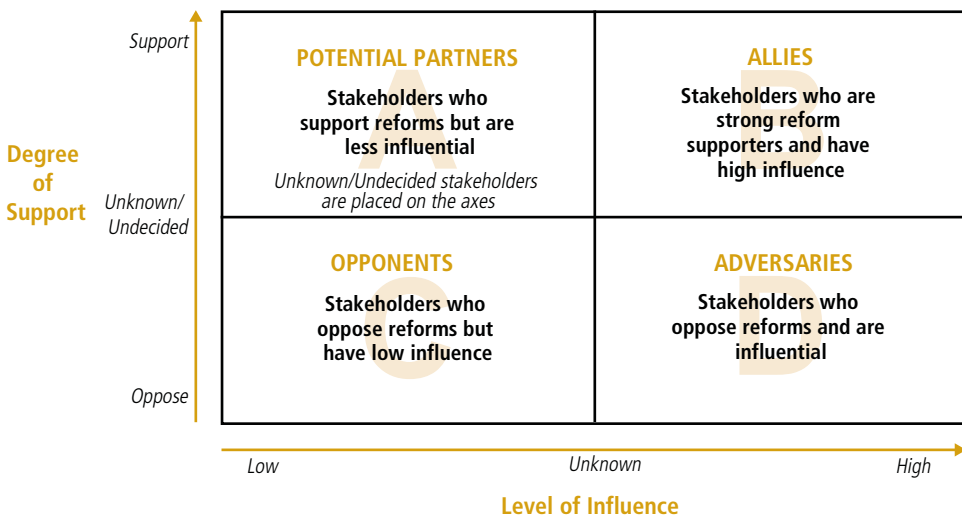 Support
POTENTIAL PARTNERS
Stakeholders who
support reforms but are
less influential
Unknown/Undecided stakeholders
are placed on the axes
A
ALLIES
Stakeholders who are
strong reform
supporters and have
high influence
B
Degree
of
Support
Unknown/
Undecided
OPPONENTS
Stakeholders who
oppose reforms but
have low influence
C
ADVERSARIES
Stakeholders who
oppose reforms and are
influential
D
Oppose
Low
Unknown
High
Level of Influence